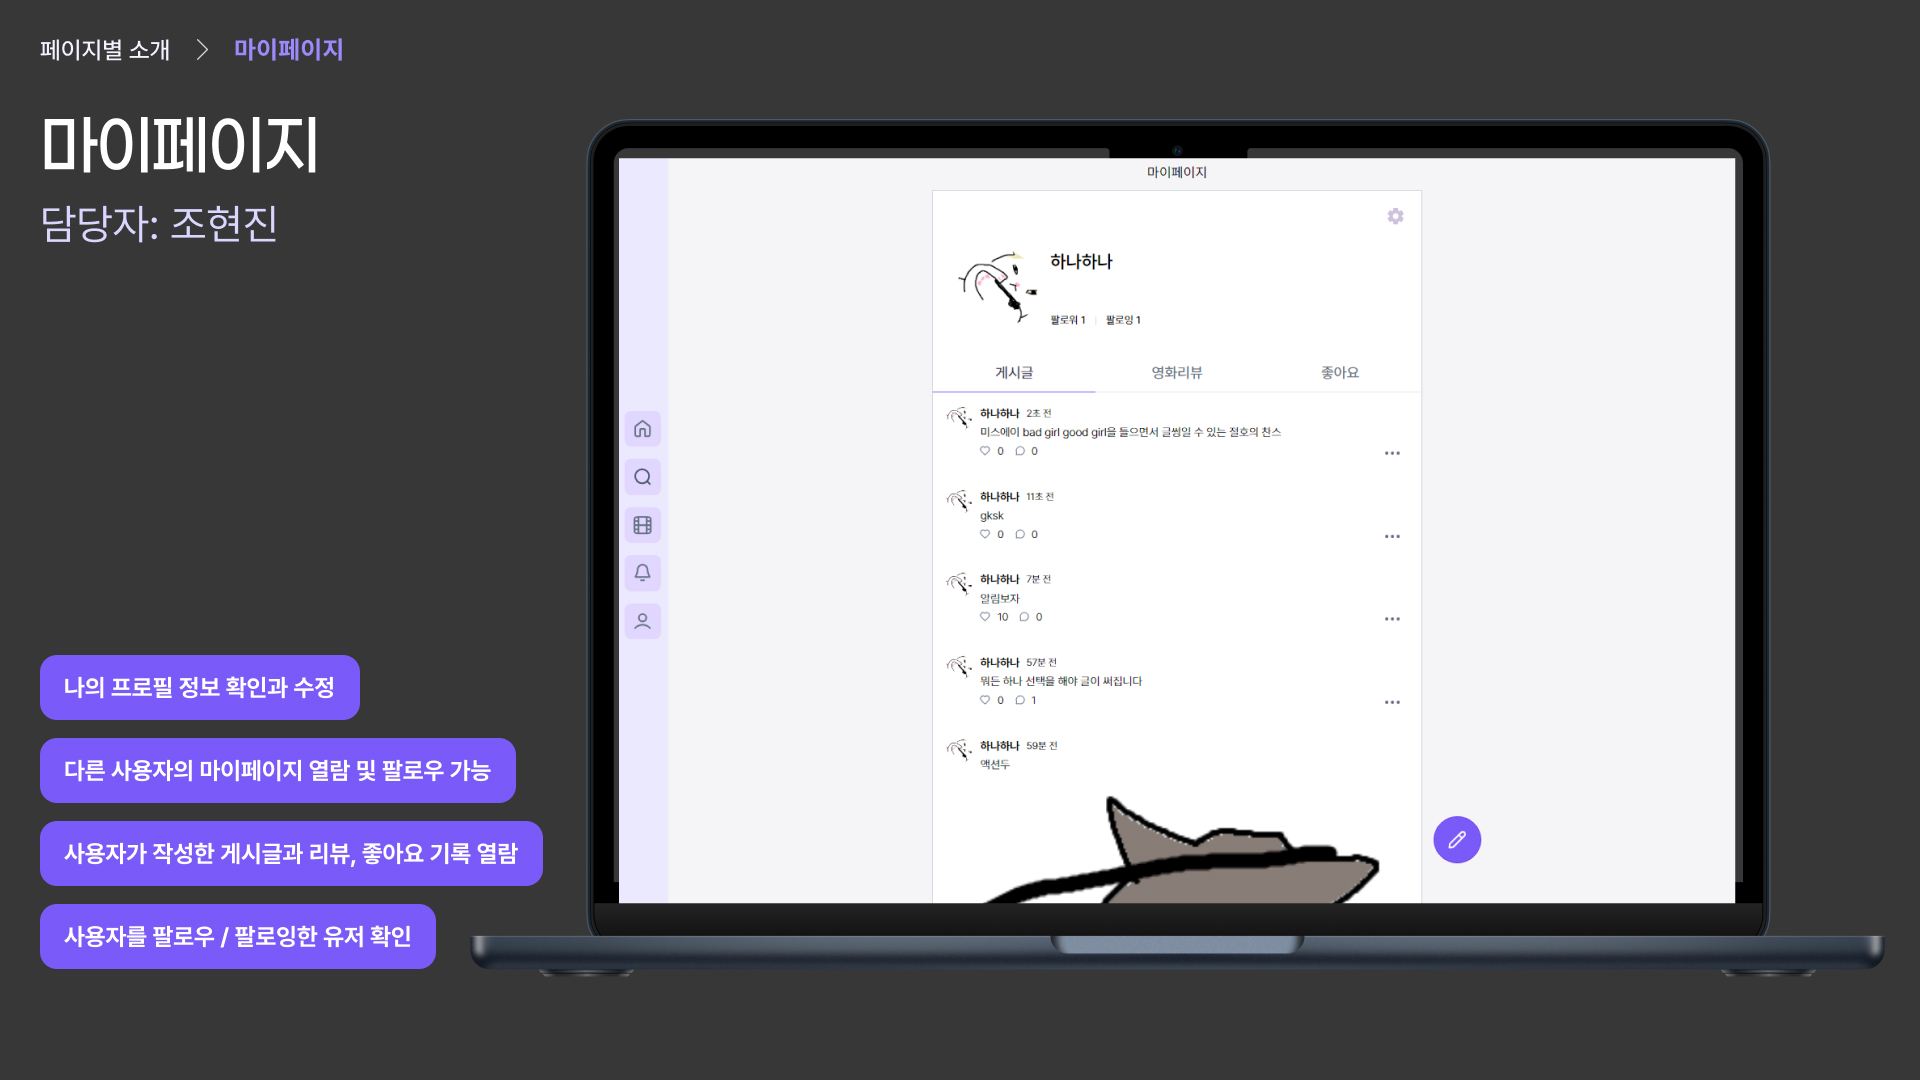 페이지별 소개 > 마이페이지
마이페이지
담당자: 조현진
나의 프로필 정보 확인과 수정
다른 사용자의 마이페이지 열람 및 팔로우 가능
사용자가 작성한 게시글과 리뷰, 좋아요 기록 열람
사용자를 팔로우 / 팔로잉한 유저 확인
마이페이지
하나하나
팔로워 1 | 팔로잉 1
게시글 영화리뷰 좋아요
하나하나 2초 전
미스에이 bad girl good girl을 들으면서 글썽일 수 있는 절호의 찬스
0 0
하나하나 11초 전
gksk
0 0
하나하나 7분 전
알림보자
10 0
하나하나 57분 전
뭐든 하나 선택을 해야 글이 써집니다
0 1
하나하나 59분 전
액션두